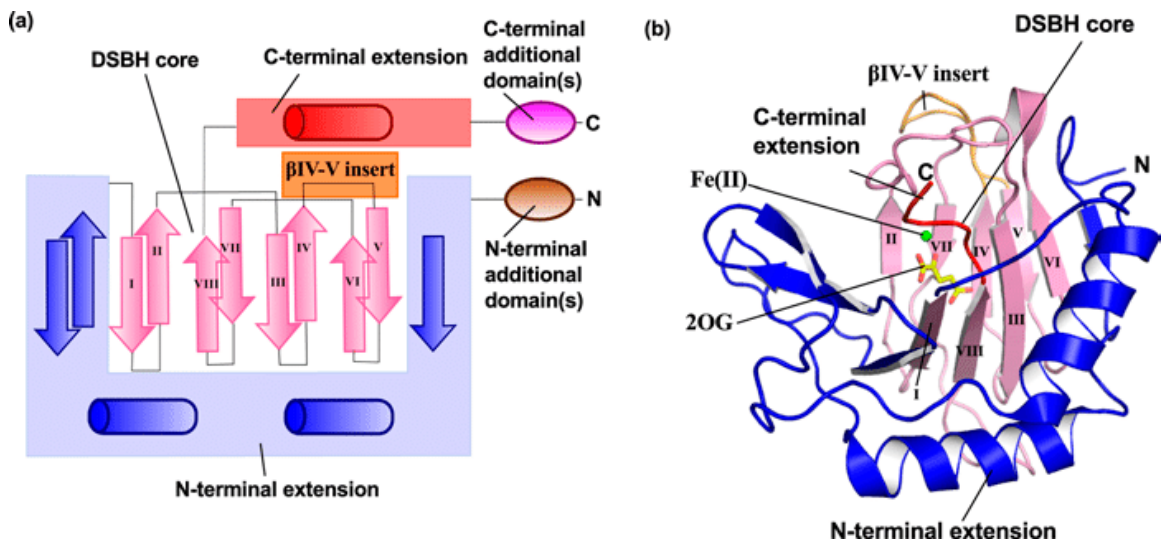 (a)
DSBH core
C-terminal extension
C-terminal
additional
domain(s)
C
βIV-V insert
N
N-terminal
additional
domain(s)
I
II
VIII
VII
III
IV
VI
V
N-terminal extension
(b)
DSBH core
βIV-V insert
C-terminal
extension
C
N
Fe(II)
II
VII
IV
V
VI
2OG
III
VIII
I
N-terminal extension